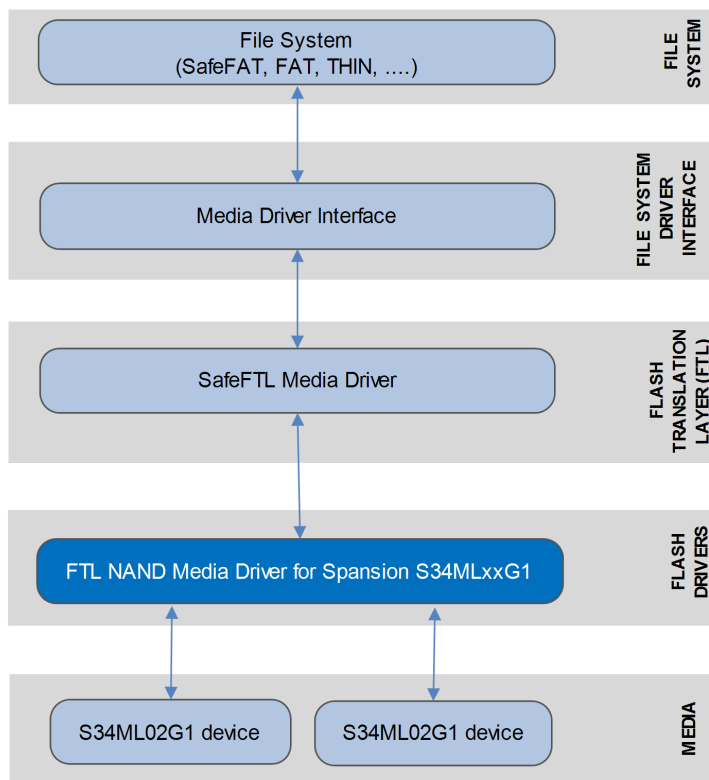 File System
(SafeFAT, FAT, THIN, ....)
FILE
SYSTEM
Media Driver Interface
FILE SYSTEM
DRIVER
INTERFACE
SafeFTL Media Driver
FLASH
TRANSLATION
LAYER (FTL)
FTL NAND Media Driver for Spansion S34MLxxG1
FLASH
DRIVERS
S34ML02G1 device
S34ML02G1 device
MEDIA